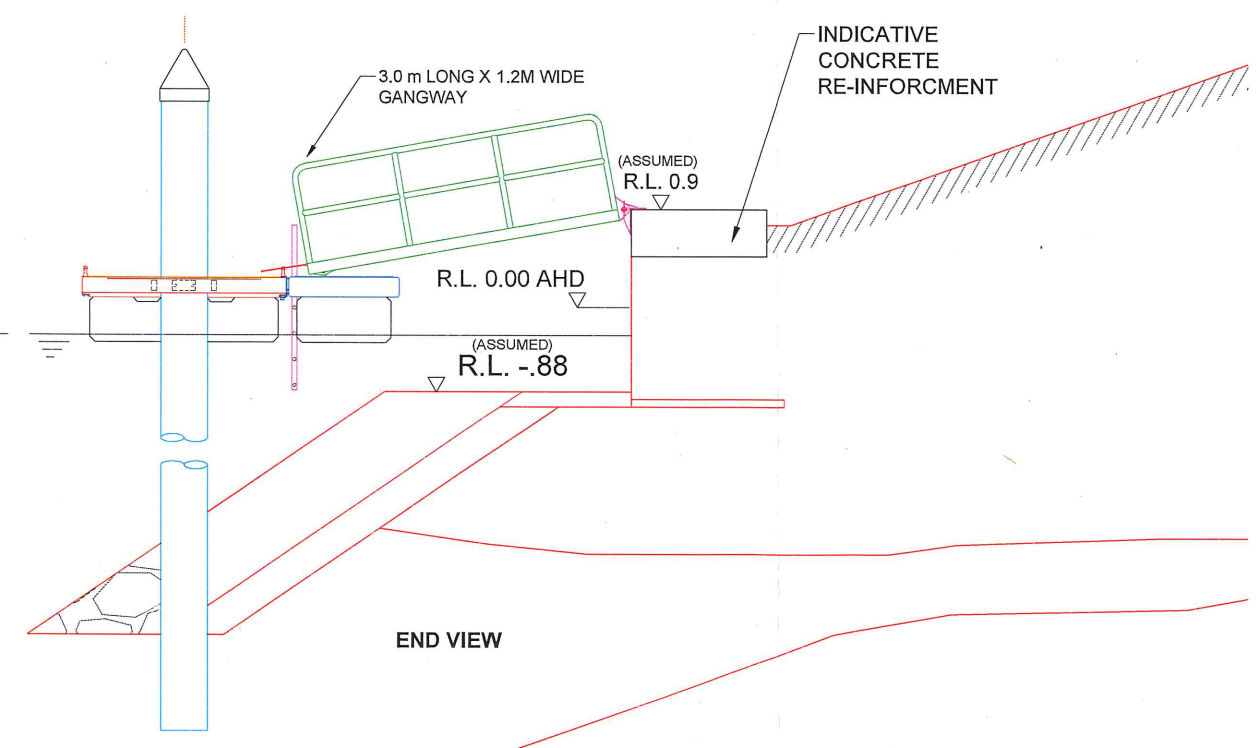 INDICATIVE
CONCRETE
RE-INFORCMENT
3.0 m LONG X 1.2M WIDE
GANGWAY
(ASSUMED)
R.L. 0.9
R.L. 0.00 AHD
(ASSUMED)
R.L. -.88
END VIEW